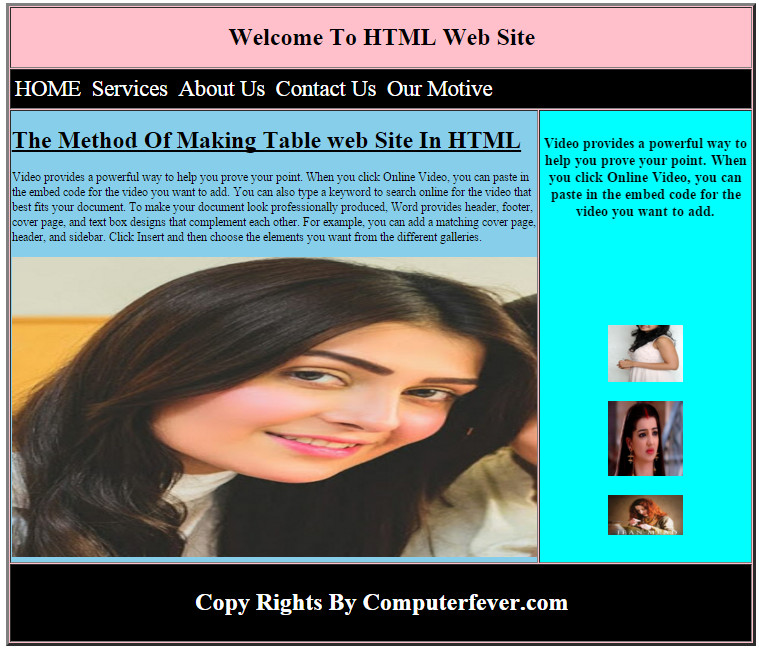 Welcome To HTML Web Site
HOME Services About Us Contact Us Our Motive
The Method Of Making Table web Site In HTML
Video provides a powerful way to help you prove your point. When you click Online Video, you can paste in
the embed code for the video you want to add. You can also type a keyword to search online for the video that
best fits your document. To make your document look professionally produced, Word provides header, footer,
cover page, and text box designs that complement each other. For example, you can add a matching cover page,
header, and sidebar. Click Insert and then choose the elements you want from the different galleries.
Video provides a powerful way to
help you prove your point. When
you click Online Video, you can
paste in the embed code for the
video you want to add.
Copy Rights By Computerfever.com